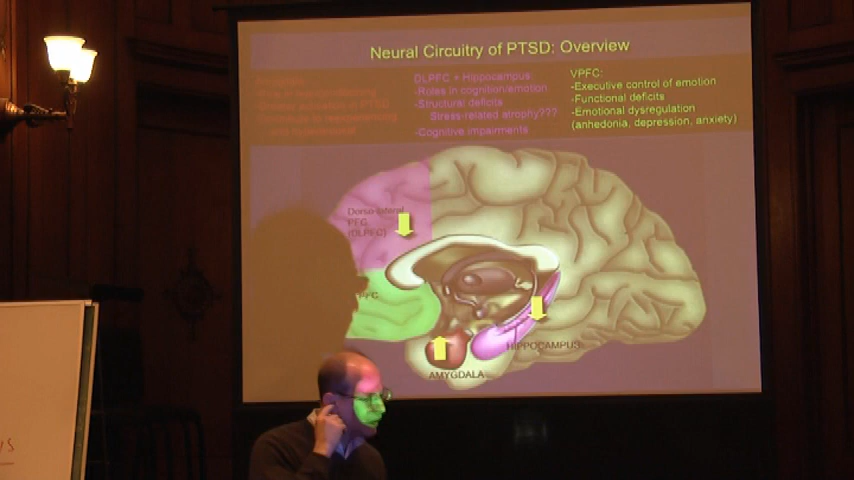 Neural Circuitry of PTSD: Overview
DLPFC + Hippocampus:
-Roles in cognition/emotion
-Structural deficits
Stress-related atrophy???
-Cognitive impairments
VPFC:
-Executive control of emotion
-Functional deficits
-Emotional dysregulation
(anhedonia, depression, anxiety)
Dorso-lateral
PFC
(DLPFC)
HIPPOCAMPUS
AMYGDALA